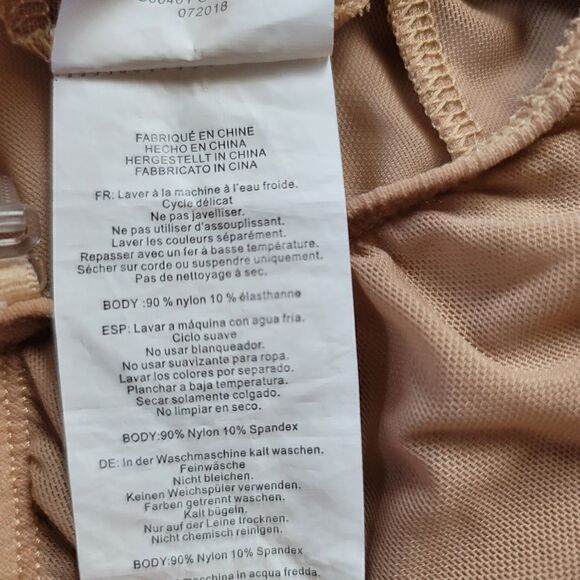 072018
FABRIQUÉ EN CHINE
HECHO EN CHINA
HERGESTELLT IN CHINA
FABBRICATO IN CINA
FR: Laver à la machine à l'eau froide.
Cycle délicat
Ne pas javelliser.
Ne pas utiliser d'assouplissant.
Laver les couleurs séparément.
Repasser avec un fer à basse température.
Sécher sur corde ou suspendre uniquement.
Pas de nettoyage à sec.
BODY :90 % nylon 10 % élasthanne
ESP: Lavar a máquina con agua fria.
Ciclo suave
No usar blanqueador.
No usar suavizante para ropa.
Lavar los colores por separado.
Planchar a baja temperatura.
Secar solamente colgado.
No limpiar en seco.
BODY:90% Nylon 10% Spandex
DE: In der Waschmaschine kalt waschen.
Feinwäsche
Nicht bleichen.
Keinen Weichspüler verwenden.
Farben getrennt waschen.
Kalt bügeln.
Nur auf der Leine trocknen.
Nicht chemisch reinigen.
BODY:90% Nylon 10% Spandex
macchina in acqua fredda.